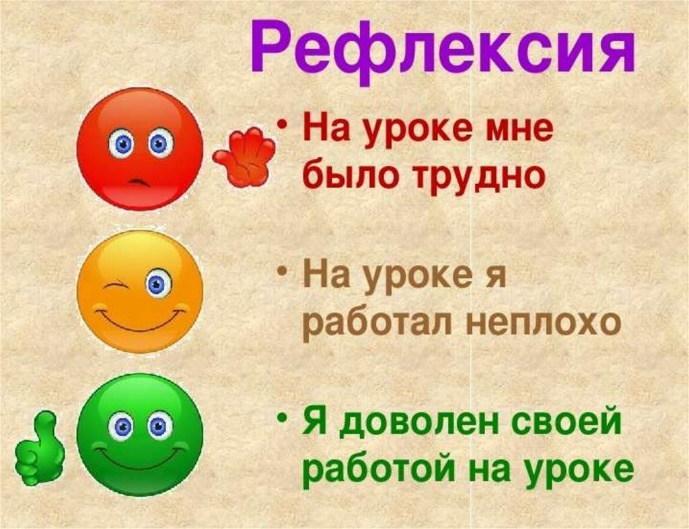 Рефлексия
• На уроке мне
было трудно
• На уроке я
работал неплохо
• Я доволен своей
работой на уроке